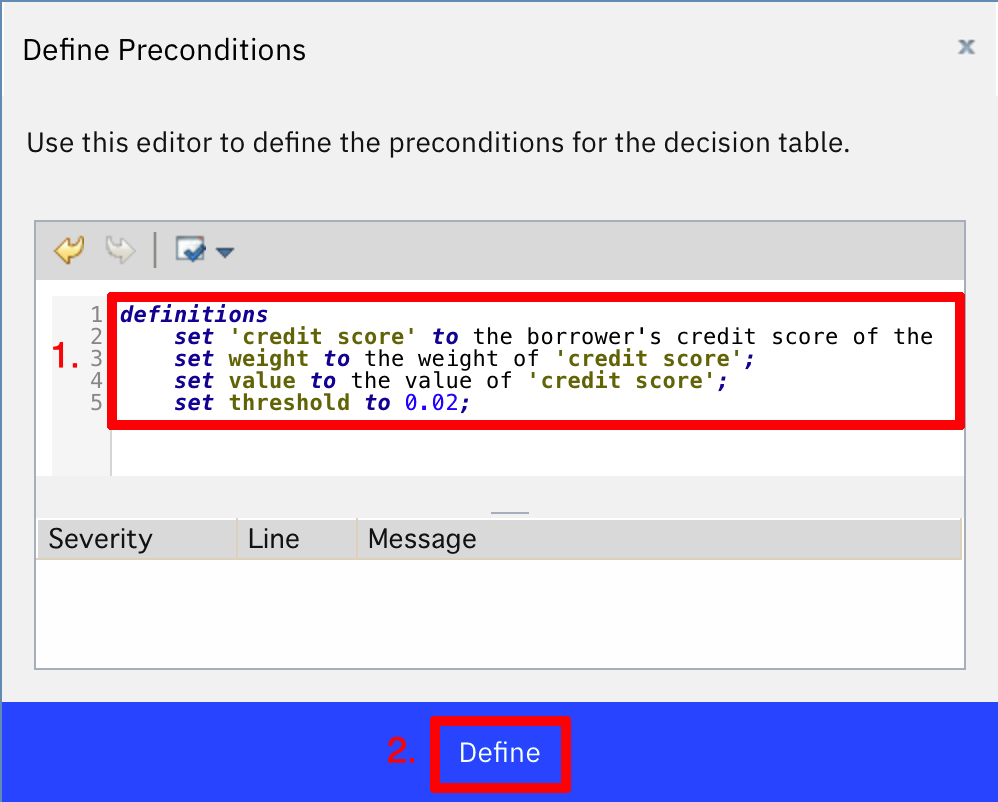 Define Preconditions
x
Use this editor to define the preconditions for the decision table.
1 definitions
2 set 'credit score' to the borrower's credit score of the
1.
3 set weight to the weight of 'credit score';
4 set value to the value of 'credit score';
5 set threshold to 0.02;
Severity Line Message
2. Define